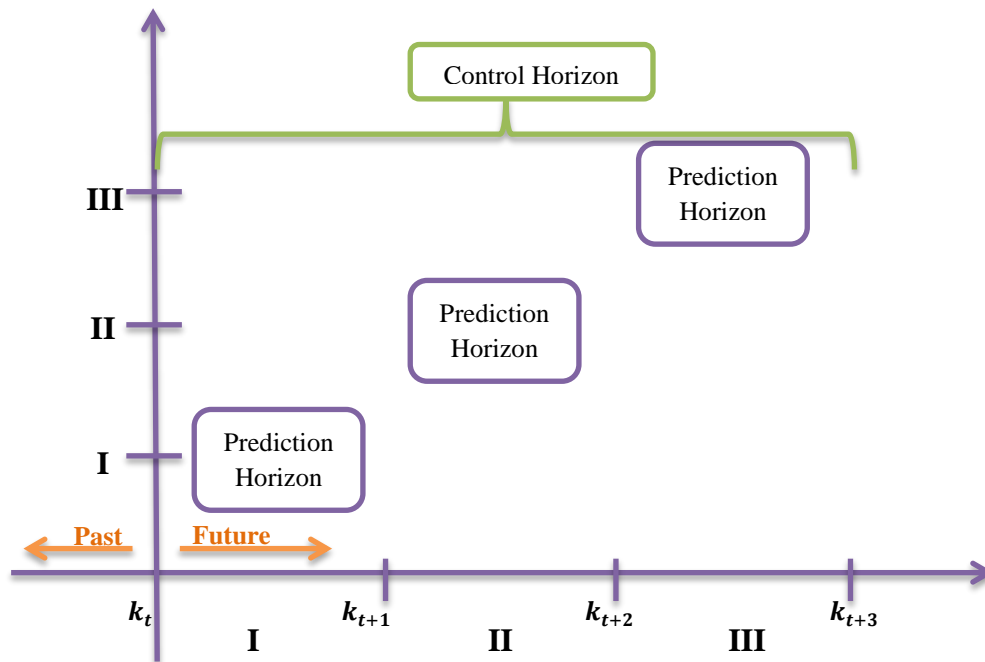 Control Horizon
Prediction
Horizon
III
Prediction
Horizon
II
Prediction
Horizon
I
Past
Future
k_t
k_{t+1}
k_{t+2}
k_{t+3}
I
II
III